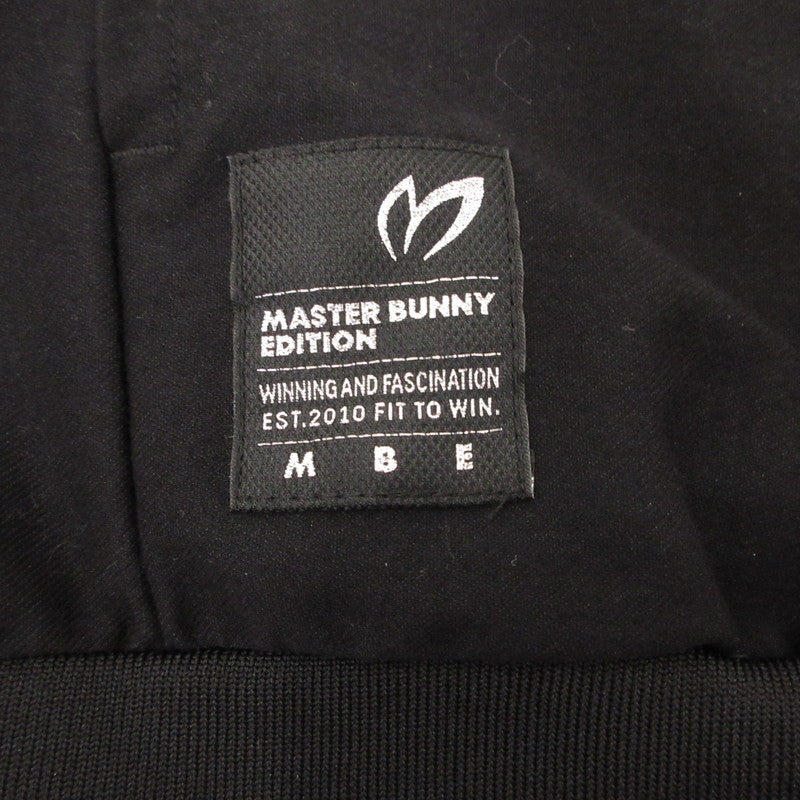 MASTER BUNNY
EDITION
WINNING AND FASCINATION
EST.2010 FIT TO WIN.
M B E